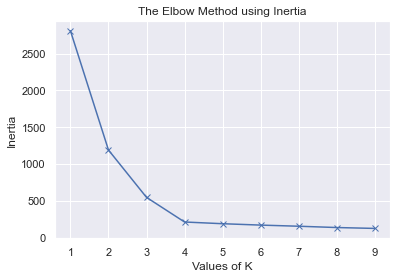 The Elbow Method using Inertia
2500
2000
1500
1000
500
0
Inertia
1 2 3 4 5 6 7 8 9
Values of K